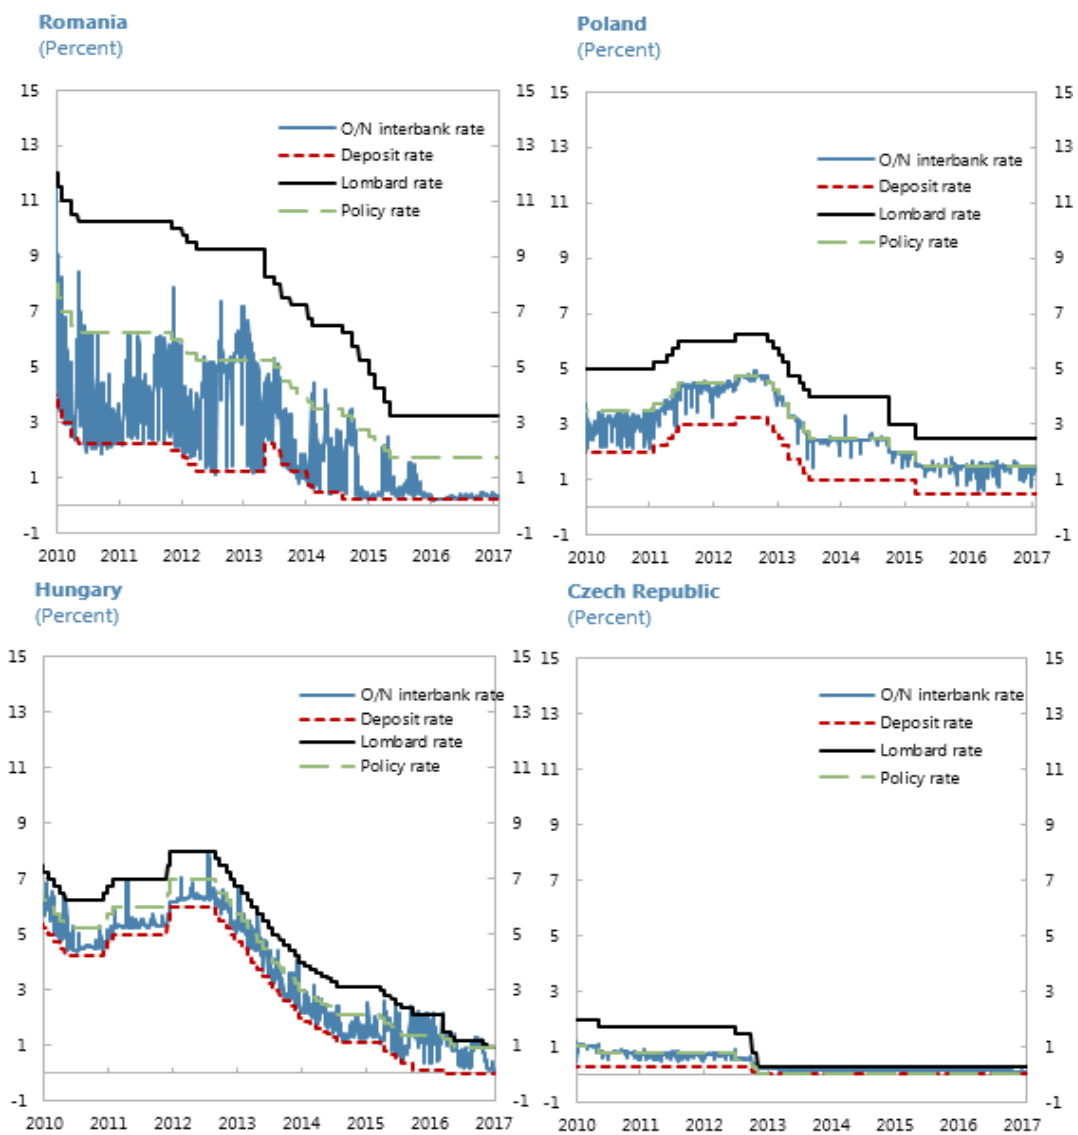 Romania
(Percent)
15 15
13 13
11 11
9 9
7 7
5 5
3 3
1 1
-1 -1
O/N interbank rate
Deposit rate
Lombard rate
Policy rate
2010 2011 2012 2013 2014 2015 2016 2017
Poland
(Percent)
15 15
13 13
11 11
9 9
7 7
5 5
3 3
1 1
-1 -1
O/N interbank rate
Deposit rate
Lombard rate
Policy rate
2010 2011 2012 2013 2014 2015 2016 2017
Hungary
(Percent)
15 15
13 13
11 11
9 9
7 7
5 5
3 3
1 1
-1 -1
O/N interbank rate
Deposit rate
Lombard rate
Policy rate
2010 2011 2012 2013 2014 2015 2016 2017
Czech Republic
(Percent)
15 15
13 13
11 11
9 9
7 7
5 5
3 3
1 1
-1 -1
O/N interbank rate
Deposit rate
Lombard rate
Policy rate
2010 2011 2012 2013 2014 2015 2016 2017